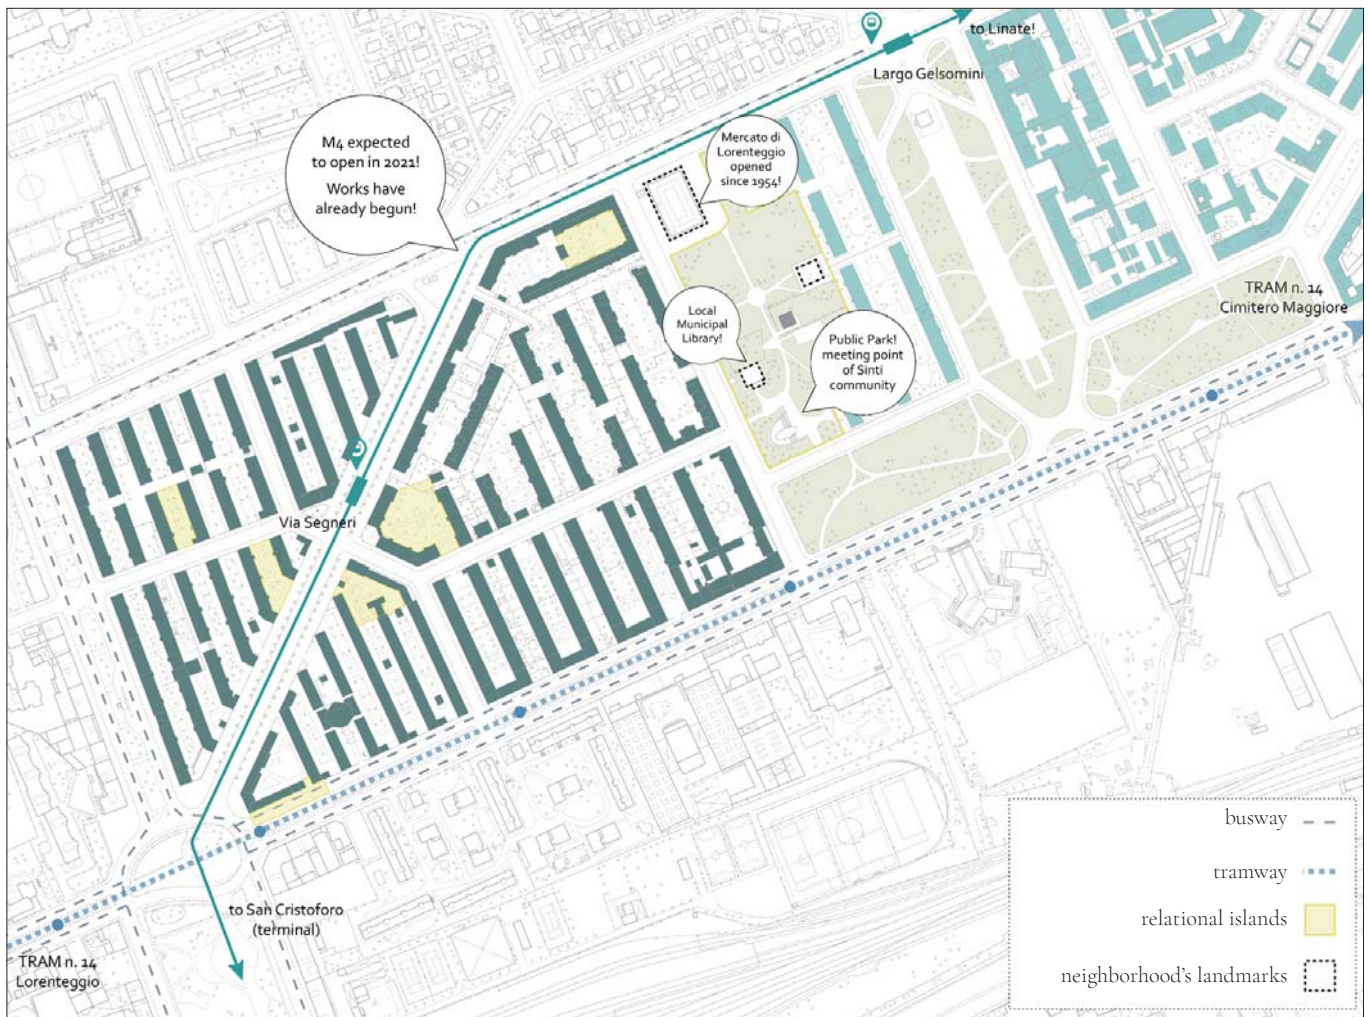 to Linate!
Largo Gelsomini
M4 expected
to open in 2021!
Works have
already begun!
Mercato di
Lorenteggio
opened
since 1954!
TRAM n. 14
Cimitero Maggiore
Local
Municipal
Library!
Public Park!
meeting point
of Sinti
community
Via Segneri
to San Cristoforo
(terminal)
TRAM n. 14
Lorenteggio
busway
tramway
relational islands
neighborhood's landmarks